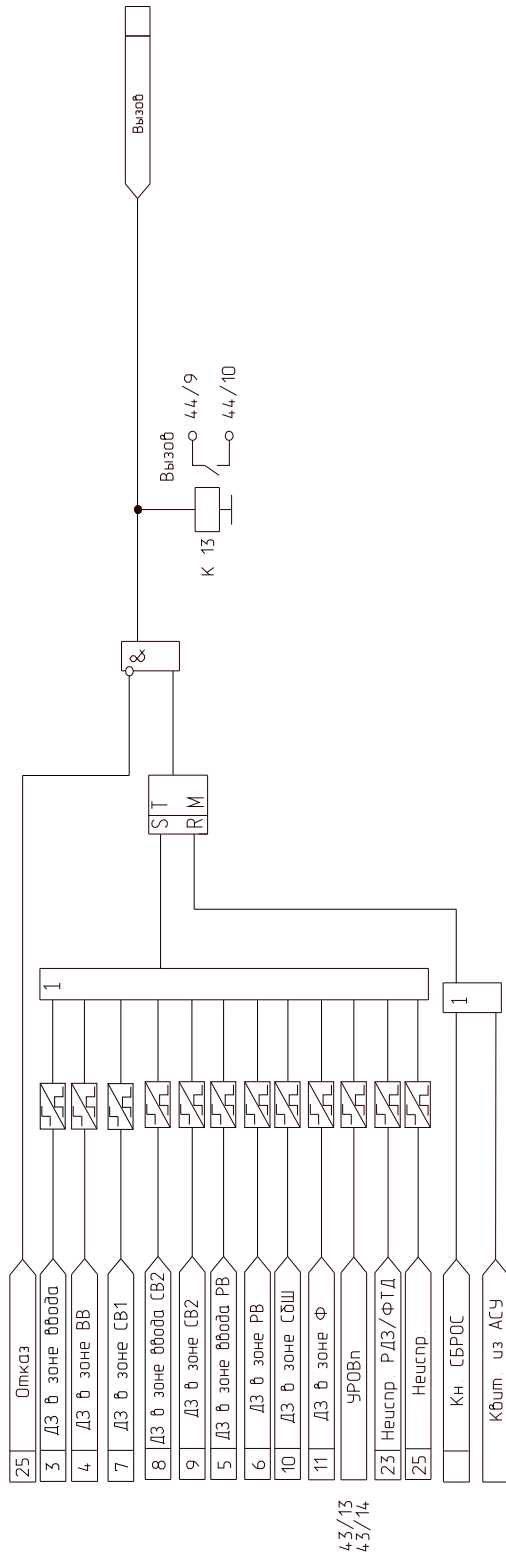 25 Отказ
3 ДЗ в зоне ввода
4 ДЗ в зоне ВВ
7 ДЗ в зоне СВ1
8 ДЗ в зоне ввода СВ2
9 ДЗ в зоне СВ2
5 ДЗ в зоне ввода РВ
6 ДЗ в зоне РВ
10 ДЗ в зоне СбШ
11 ДЗ в зоне Ф
43/13
43/14
УРОВп
23 Неиспр. РДЗ/ФТД
25 Неиспр.
Кн. СБРОС
Квит. из АСУ
1
1
S T
R M
&
К 13
Вызов
44/9
44/10
Вызов